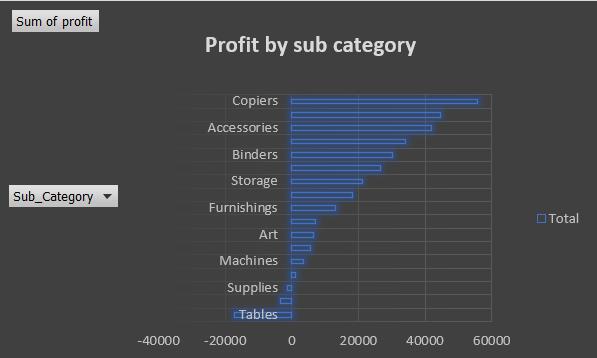 Sum of profit
Profit by sub category
Copiers
Accessories
Binders
Storage
Sub_Category
Furnishings
Art
Total
Machines
Supplies
Tables
-40000 -20000 0 20000 40000 60000